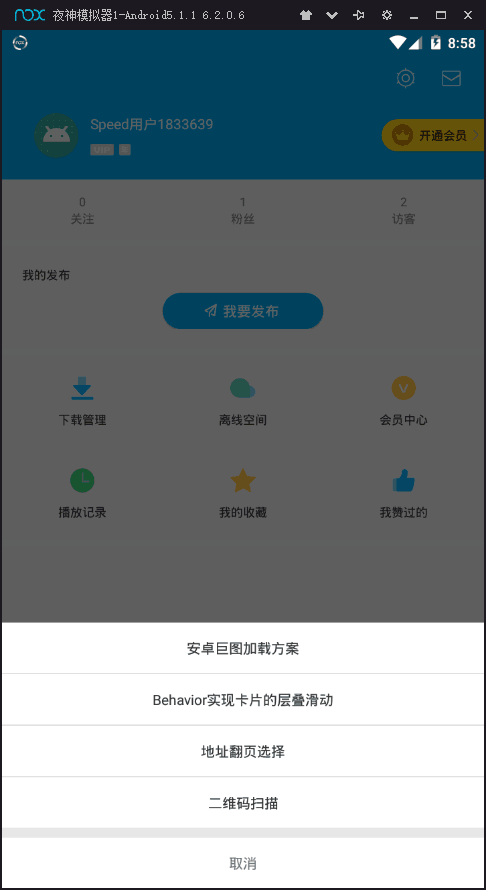 nox 夜神模拟器1-Android5.1.1 6.2.0.6
8:58
Speed用户1833639
开通会员
0 1 2
关注 粉丝 访客
我的发布
我要发布
下载管理 离线空间 会员中心
播放记录 我的收藏 我赞过的
安卓巨图加载方案
Behavior实现卡片的层叠滑动
地址翻页选择
二维码扫描
取消